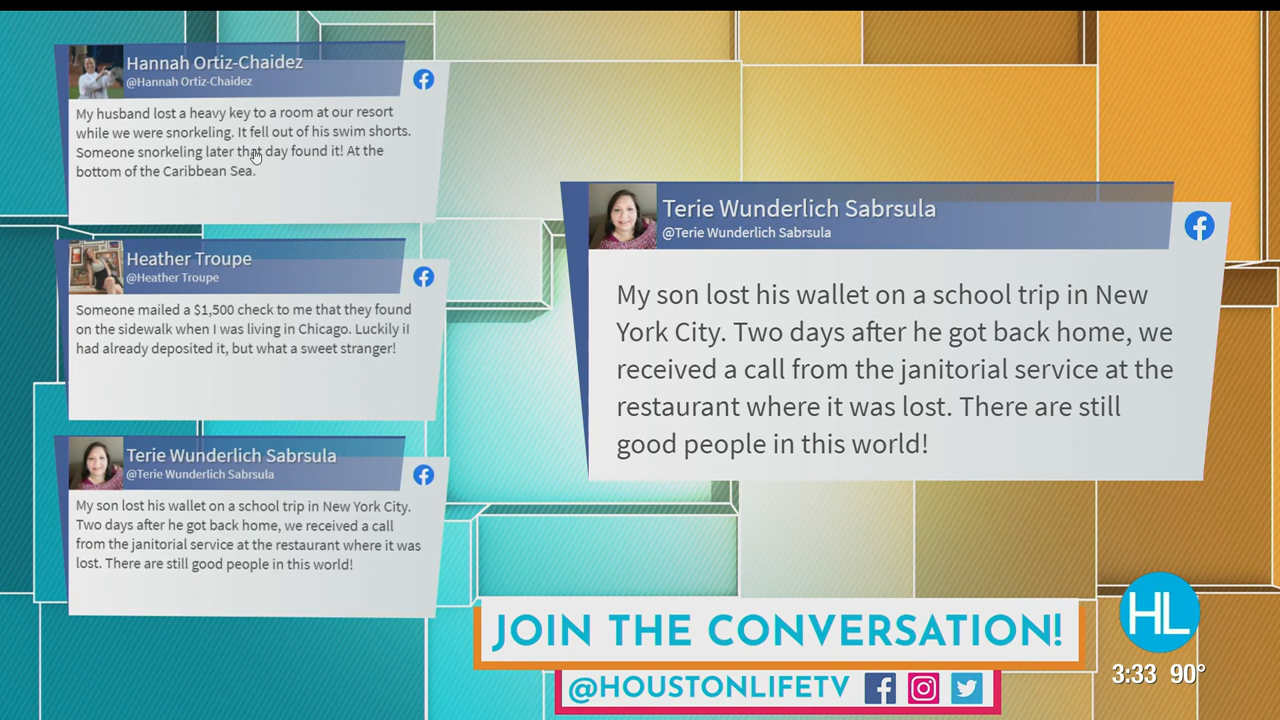 Hannah Ortiz-Chaidez
@Hannah Ortiz-Chaidez
My husband lost a heavy key to a room at our resort
while we were snorkeling. It fell out of his swim shorts.
Someone snorkeling later that day found it! At the
bottom of the Caribbean Sea.
Heather Troupe
@Heather Troupe
Someone mailed a $1,500 check to me that they found
on the sidewalk when I was living in Chicago. Luckily iI
had already deposited it, but what a sweet stranger!
Terie Wunderlich Sabrsula
@Terie Wunderlich Sabrsula
My son lost his wallet on a school trip in New York City.
Two days after he got back home, we received a call
from the janitorial service at the restaurant where it was
lost. There are still good people in this world!
Terie Wunderlich Sabrsula
@Terie Wunderlich Sabrsula
My son lost his wallet on a school trip in New
York City. Two days after he got back home, we
received a call from the janitorial service at the
restaurant where it was lost. There are still
good people in this world!
JOIN THE CONVERSATION!
@HOUSTONLIFETV
HL
3:33 90°